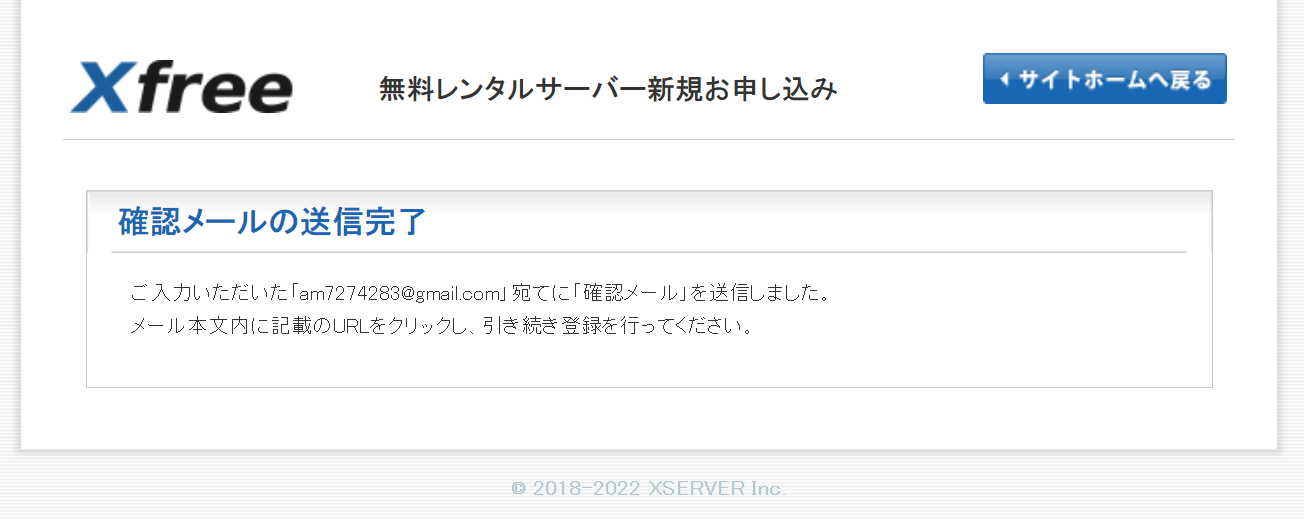 Xfree
無料レンタルサーバー新規お申し込み
サイトホームへ戻る
確認メールの送信完了
ご入力いただいた「am7274283@gmail.com」宛てに「確認メール」を送信しました。
メール本文内に記載のURLをクリックし、引き続き登録を行ってください。
© 2018-2022 XSERVER Inc.